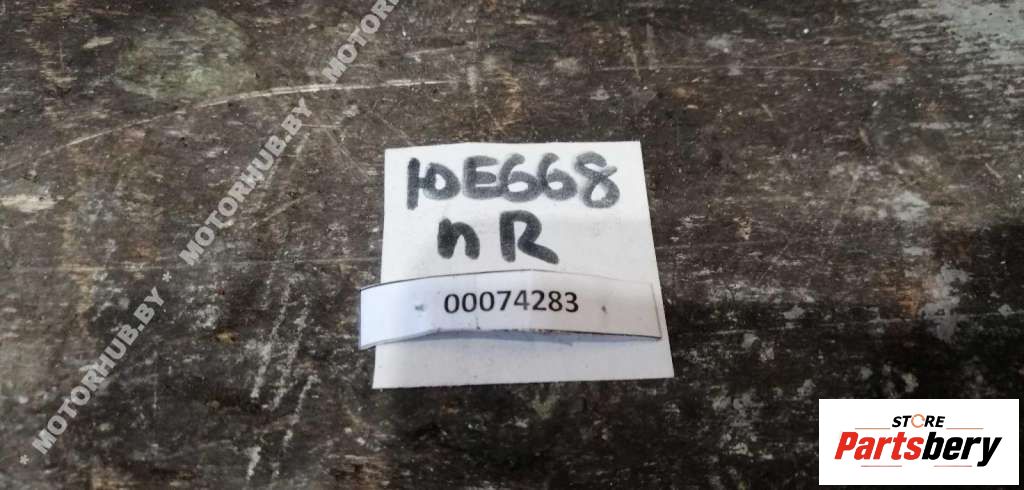 * MOTORHUB.BY * MOTORHUB.BY * MOTORHUB.BY
10E668
nR
00074283
STORE
Partsbery